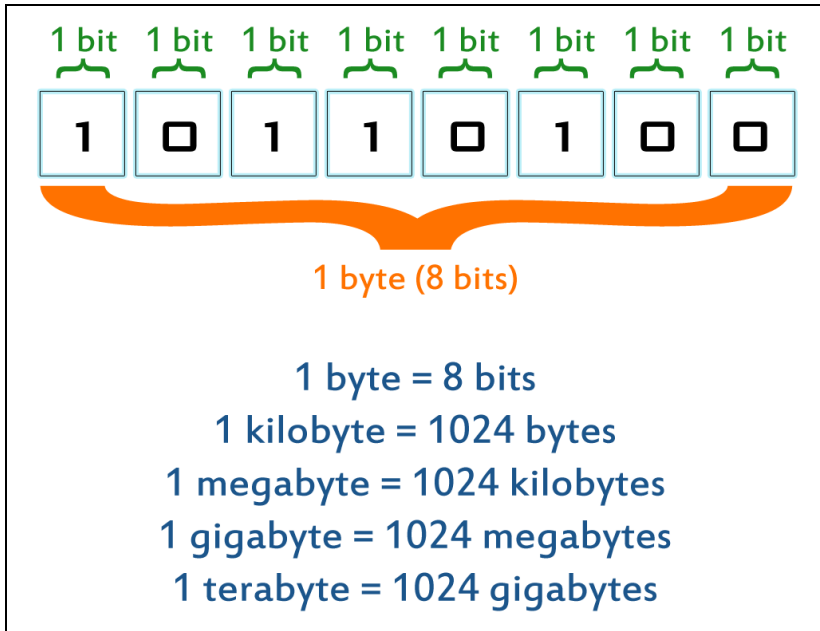 1 bit 1 bit 1 bit 1 bit 1 bit 1 bit 1 bit 1 bit
1 0 1 1 0 1 0 0
1 byte (8 bits)
1 byte = 8 bits
1 kilobyte = 1024 bytes
1 megabyte = 1024 kilobytes
1 gigabyte = 1024 megabytes
1 terabyte = 1024 gigabytes